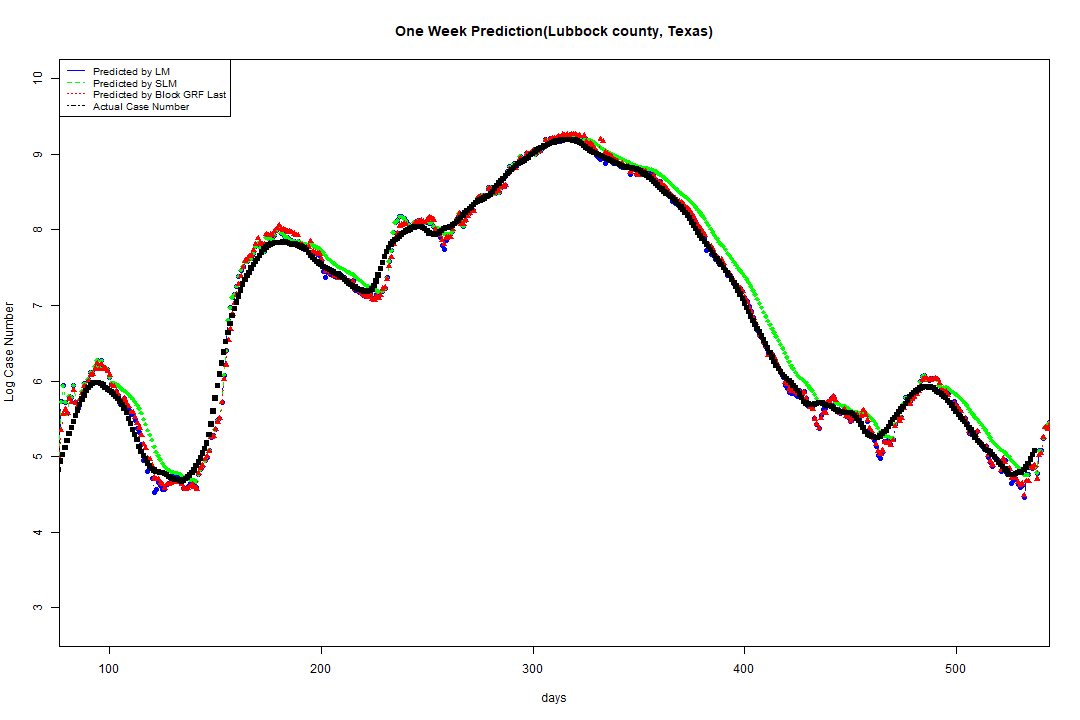 One Week Prediction(Lubbock county, Texas)
Predicted by LM
Predicted by SLM
Predicted by Block GRF Last
Actual Case Number
10
9
8
7
6
5
4
3
Log Case Number
100 200 300 400 500
days